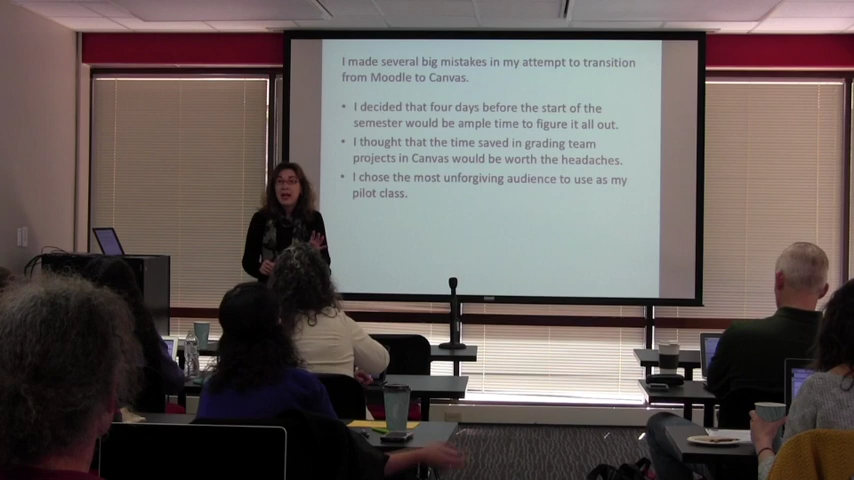 I made several big mistakes in my attempt to transition
from Moodle to Canvas.
• I decided that four days before the start of the
semester would be ample time to figure it all out.
• I thought that the time saved in grading team
projects in Canvas would be worth the headaches.
• I chose the most unforgiving audience to use as my
pilot class.